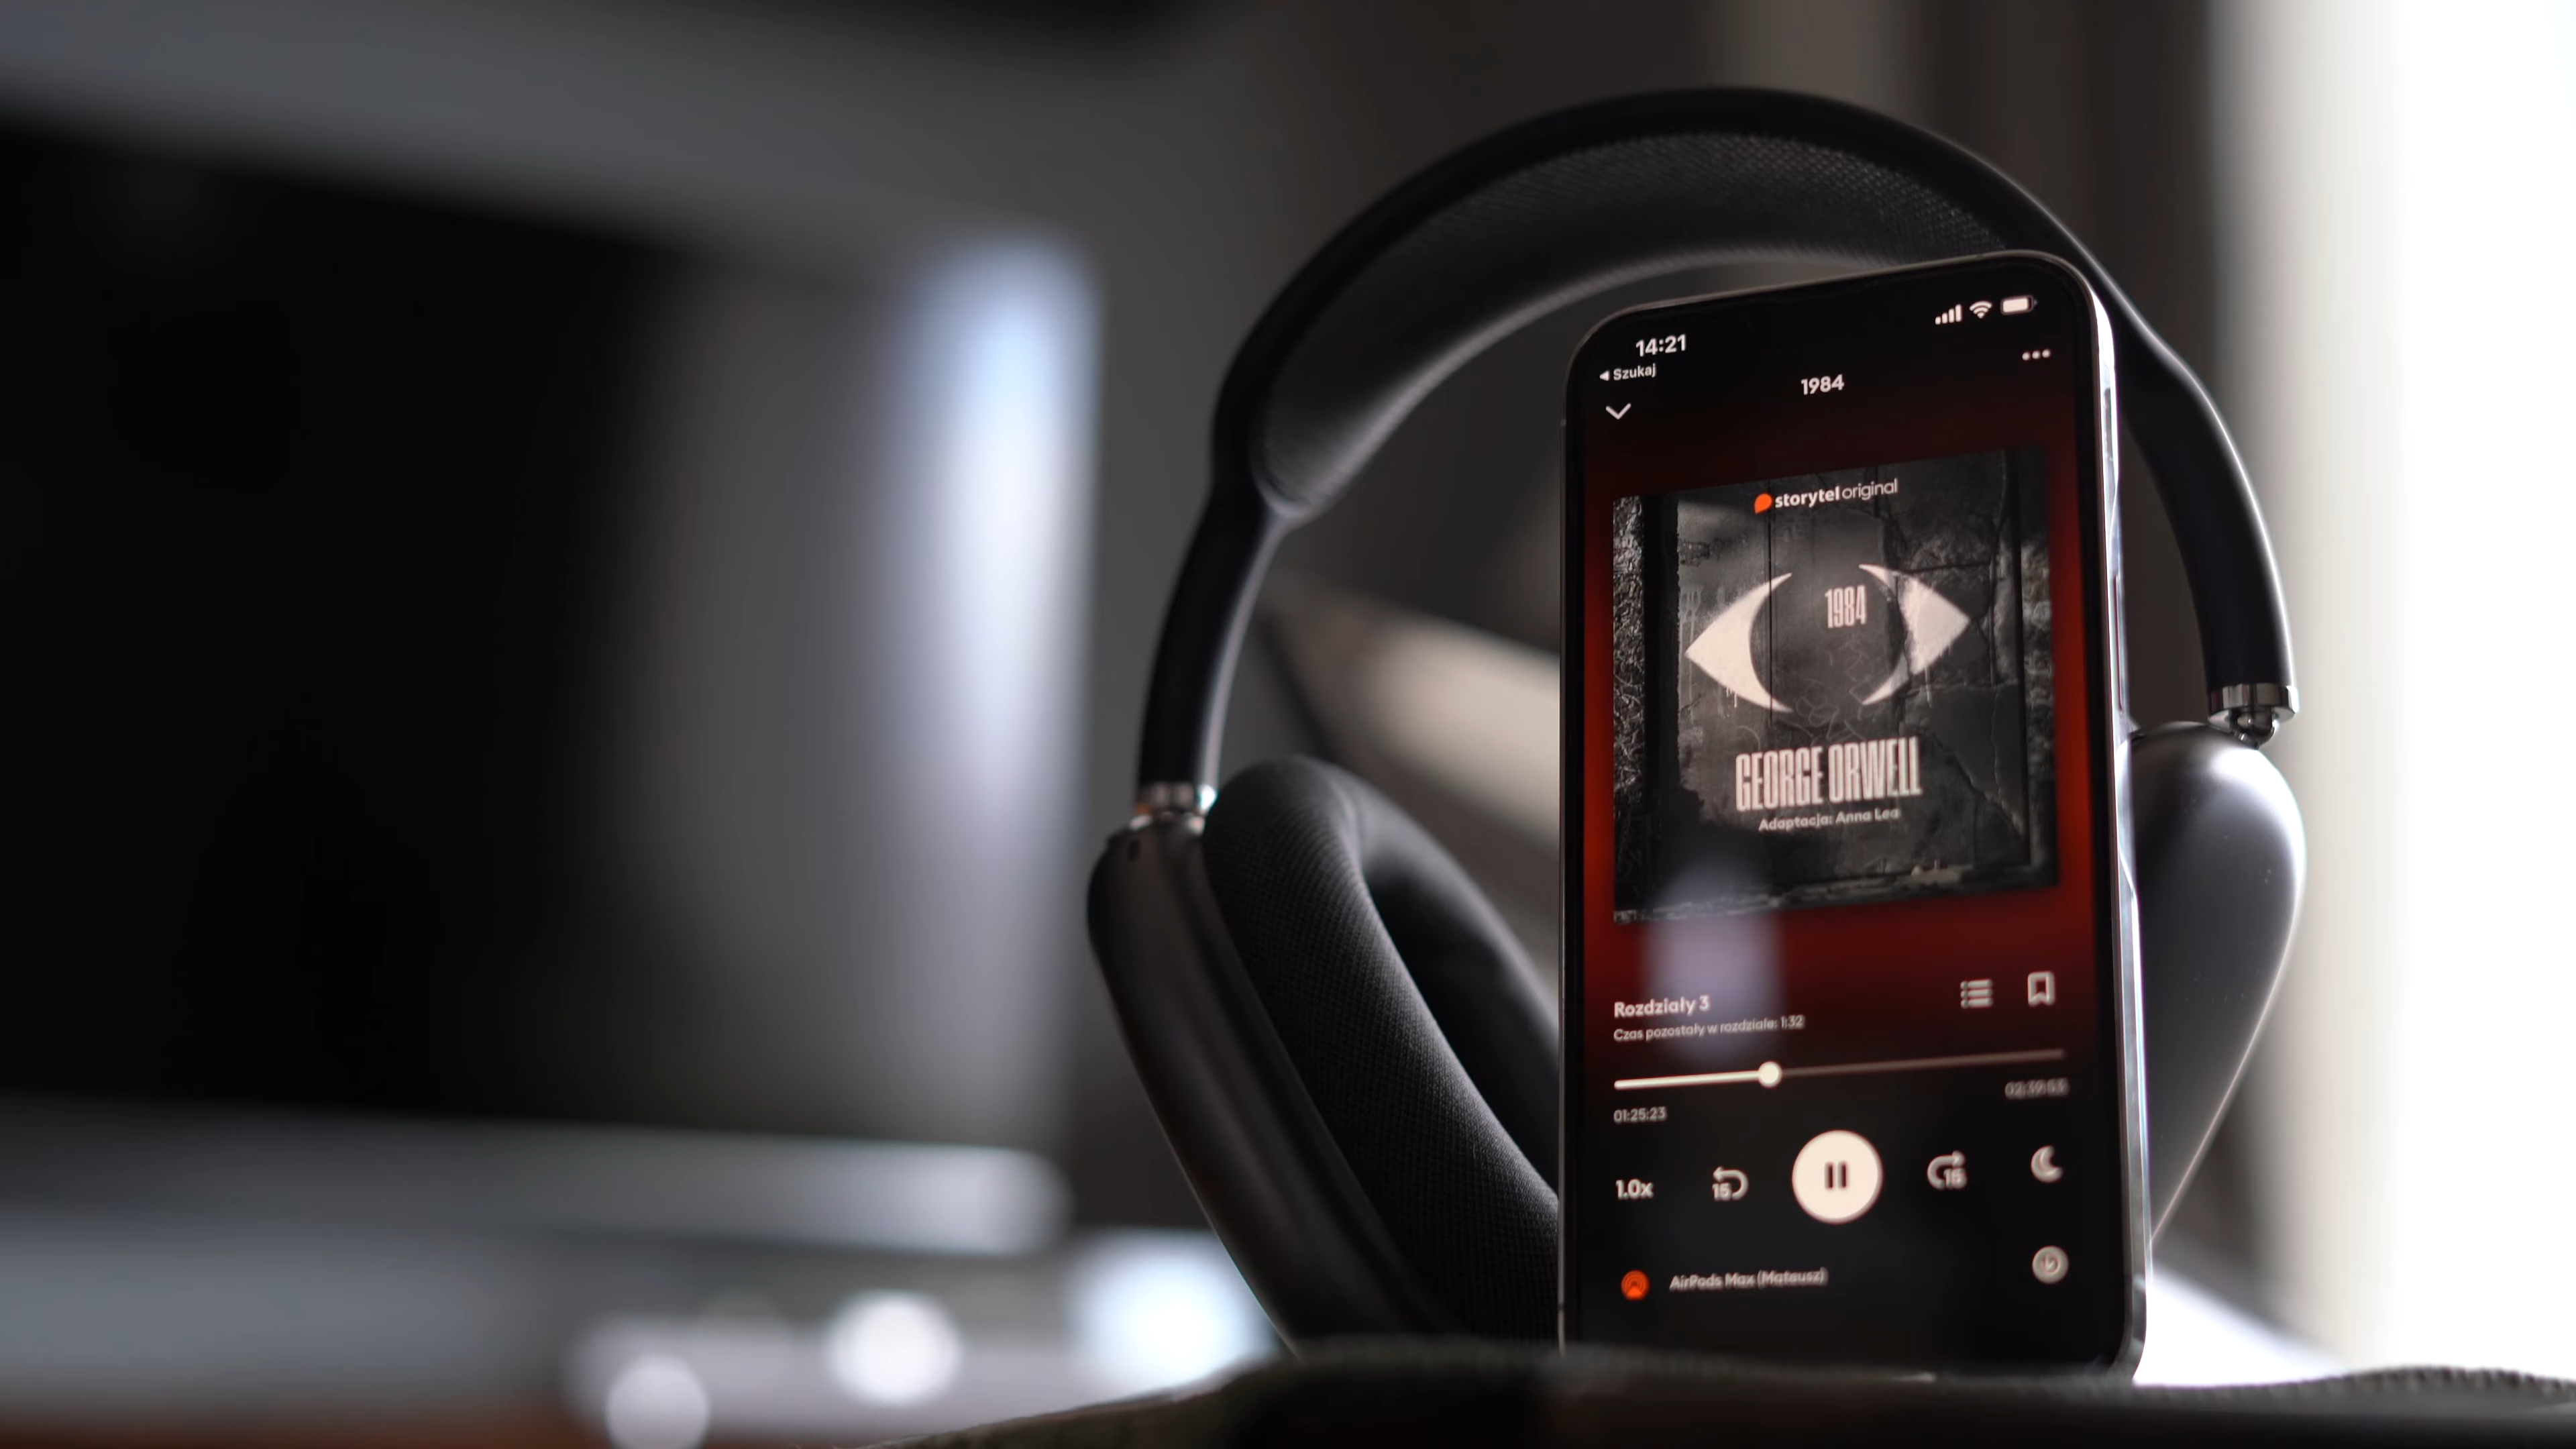 14:21
◀ Szukaj
1984
storytel original
1984
GEORGE ORWELL
Adaptacja: Anna Lea
Rozdziały 3
Czas pozostały w rozdziale: 1:32
01:25:23
1.0x
15
15
AirPods Max (Mateusz)